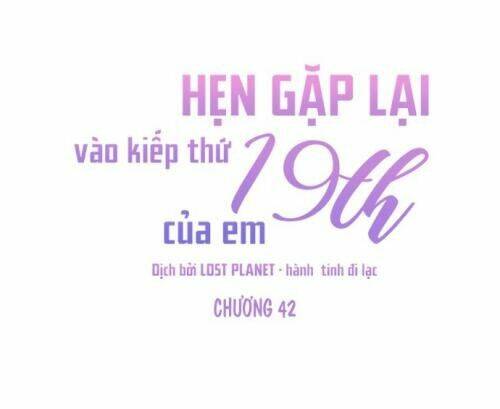 HẸN GẶP LẠI
vào kiếp thứ 19th
của em
Dịch bởi LOST PLANET - hành tinh đi lạc
CHƯƠNG 42